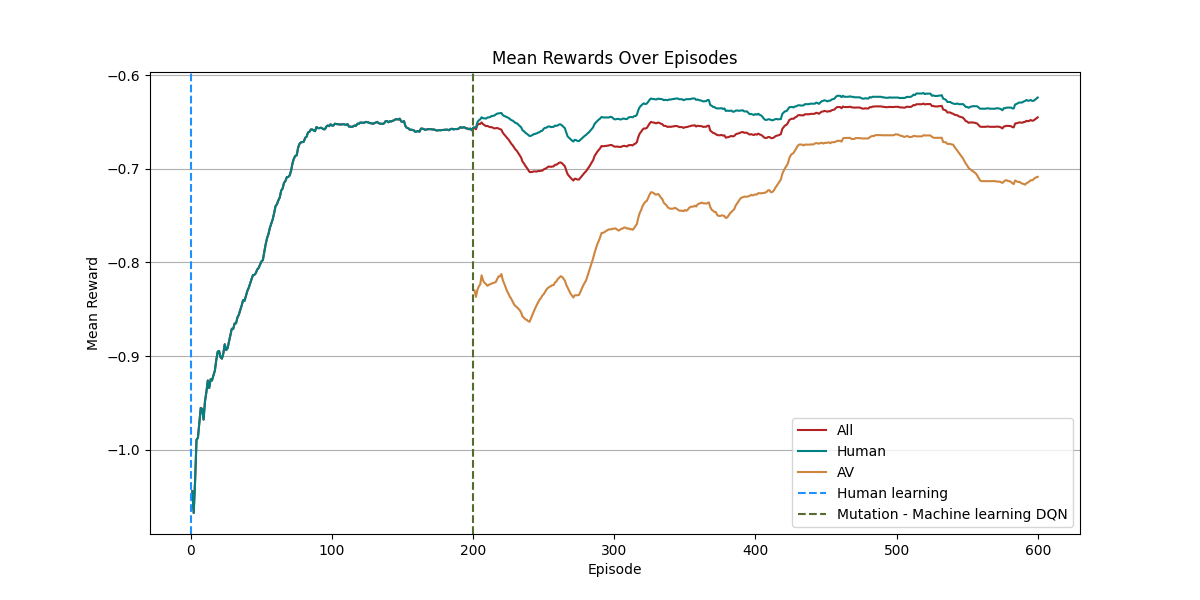 Mean Rewards Over Episodes
Mean Reward
−0.6
−0.7
−0.8
−0.9
−1.0
All
Human
AV
Human learning
Mutation - Machine learning DQN
0 100 200 300 400 500 600
Episode